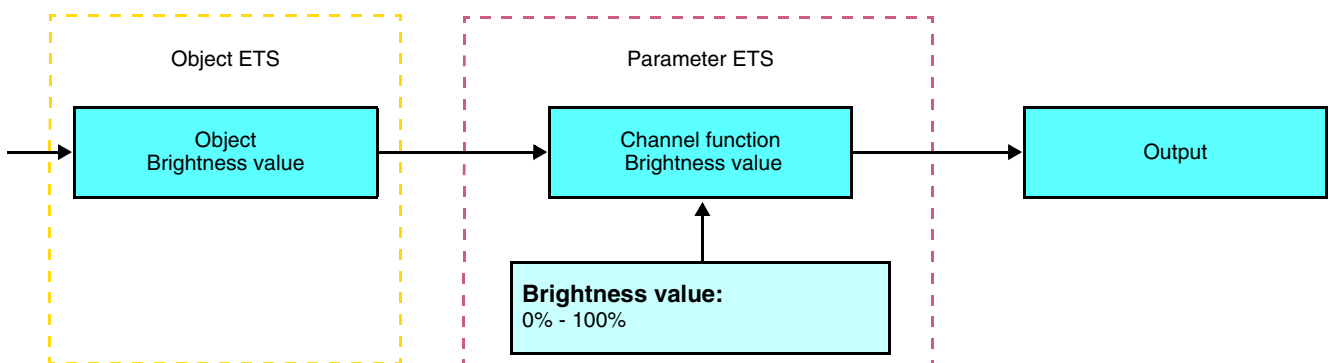 Object ETS
Parameter ETS
Object
Brightness value
Channel function
Brightness value
Output
Brightness value:
0% - 100%